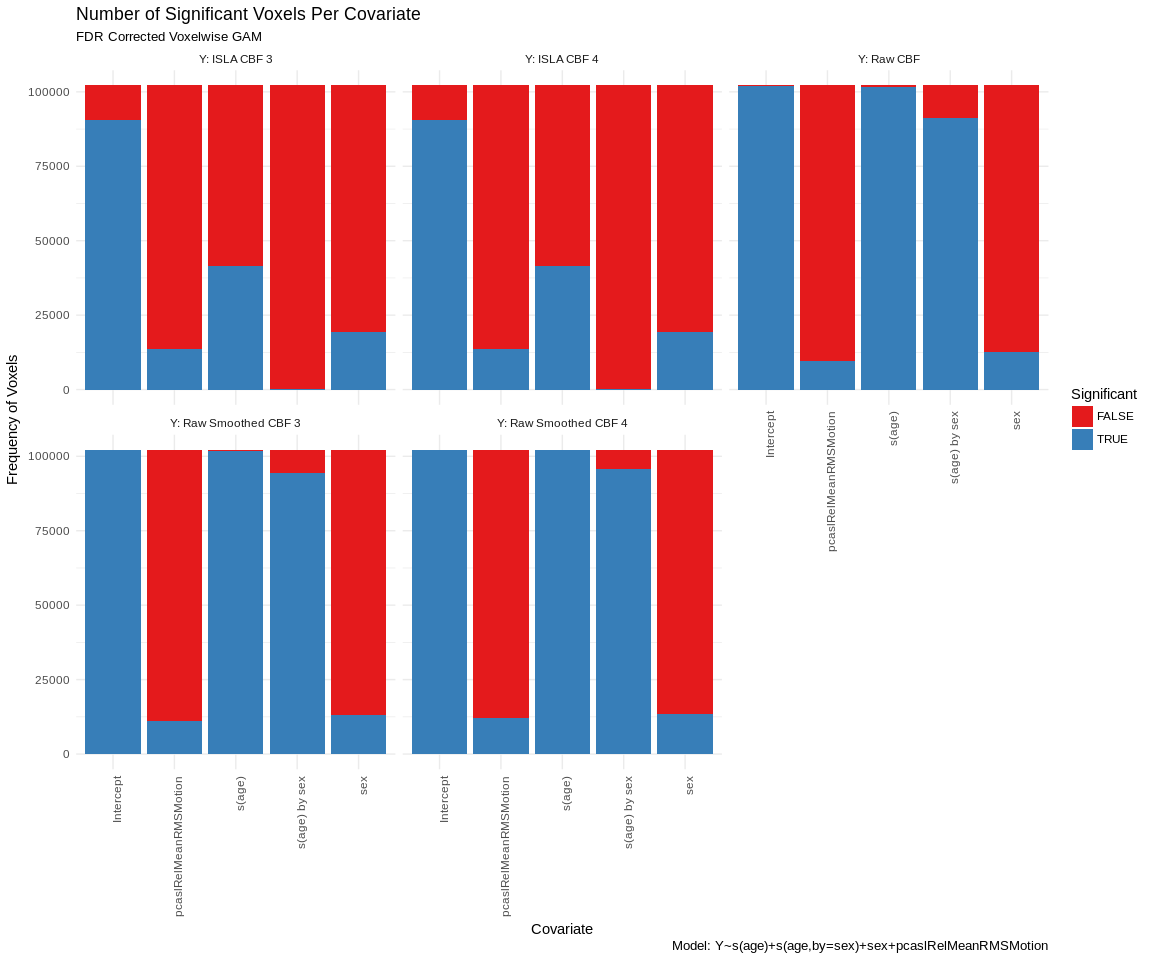 Number of Significant Voxels Per Covariate
FDR Corrected Voxelwise GAM
Y: ISLA CBF 3
Y: ISLA CBF 4
Y: Raw CBF
100000
75000
50000
25000
0
Intercept
pcaslRelMeanRMSMotion
s(age)
s(age) by sex
sex
Y: Raw Smoothed CBF 3
Y: Raw Smoothed CBF 4
100000
75000
50000
25000
0
Intercept
pcaslRelMeanRMSMotion
s(age)
s(age) by sex
sex
Intercept
pcaslRelMeanRMSMotion
s(age)
s(age) by sex
sex
Frequency of Voxels
Covariate
Significant
FALSE
TRUE
Model: Y~s(age)+s(age,by=sex)+sex+pcaslRelMeanRMSMotion